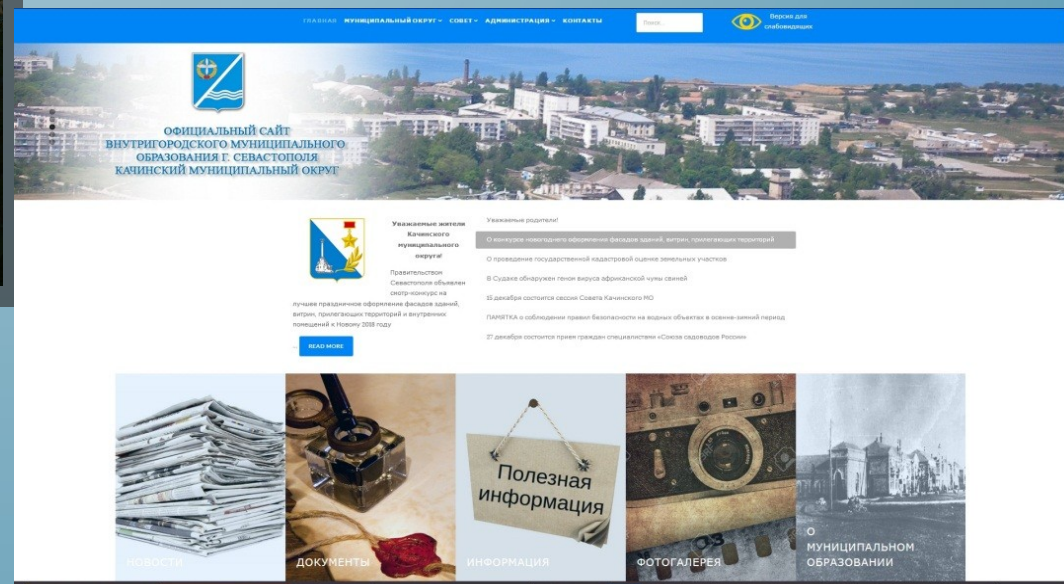 ГЛАВНАЯ МУНИЦИПАЛЬНЫЙ ОКРУГ СОВЕТ АДМИНИСТРАЦИЯ КОНТАКТЫ
Поиск...
Версия для
слабовидящих
ОФИЦИАЛЬНЫЙ САЙТ
ВНУТРИГОРОДСКОГО МУНИЦИПАЛЬНОГО
ОБРАЗОВАНИЯ Г. СЕВАСТОПОЛЯ
КАЧИНСКИЙ МУНИЦИПАЛЬНЫЙ ОКРУГ
Уважаемые жители
Качинского
муниципального
округа!
Правительством
Севастополя объявлен
смотр-конкурс на
лучшее праздничное оформление фасадов зданий,
витрин, прилегающих территорий и внутренних
помещений к Новому 2018 году
READ MORE
Уважаемые родители!
О конкурсе новогоднего оформления фасадов зданий, витрин, прилегающих территорий
О проведение государственной кадастровой оценке земельных участков
В Судаке обнаружен геном вируса африканской чумы свиней
15 декабря состоится сессия Совета Качинского МО
ПАМЯТКА о соблюдении правил безопасности на водных объектах в осенне-зимний период
27 декабря состоится прием граждан специалистами «Союза садоводов России»
НОВОСТИ
ДОКУМЕНТЫ
Полезная
информация
ИНФОРМАЦИЯ
ФОТОГАЛЕРЕЯ
О
МУНИЦИПАЛЬНОМ
ОБРАЗОВАНИИ